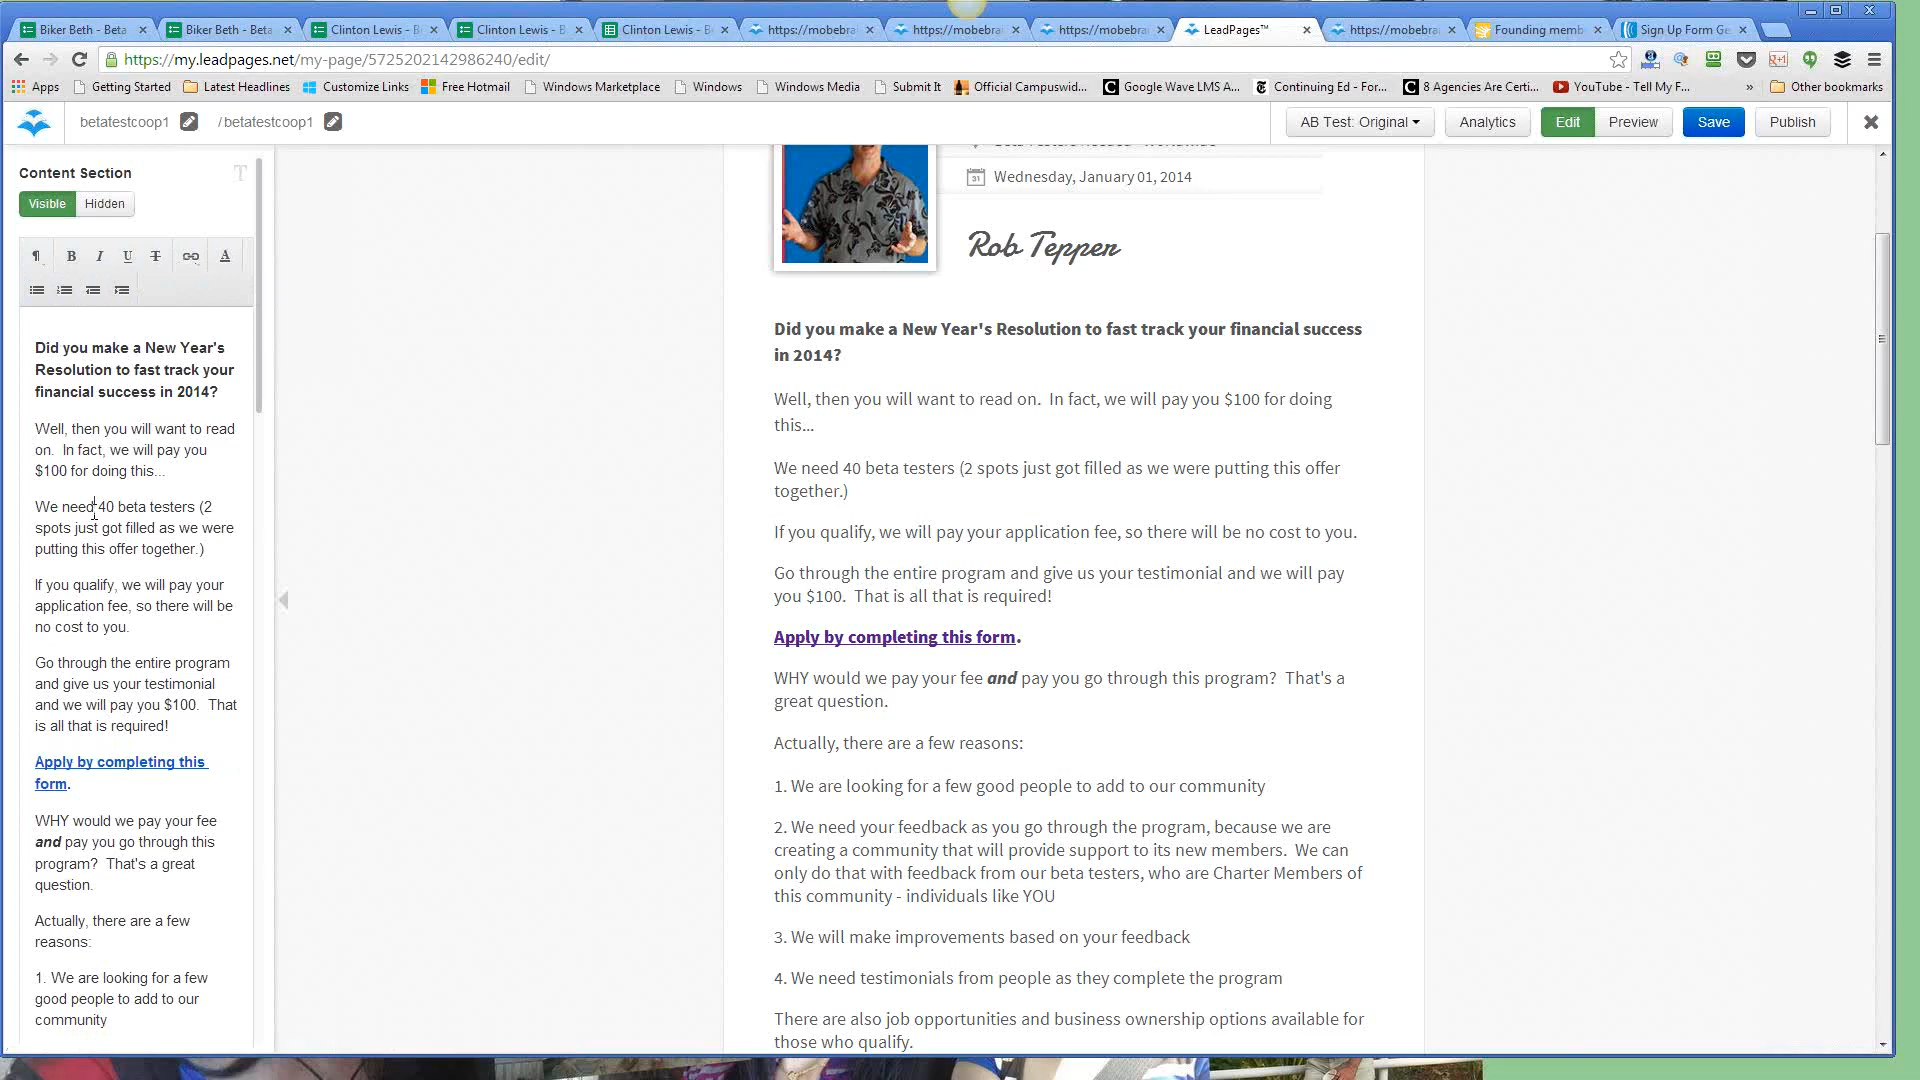 Biker Beth - Beta
Biker Beth - Beta
Clinton Lewis - B
Clinton Lewis - B
Clinton Lewis - B
https://mobebra
https://mobebra
https://mobebra
LeadPages™
https://mobebra
Founding memb
Sign Up Form Ge
https://my.leadpages.net/my-page/5725202142986240/edit/
Apps
Getting Started
Latest Headlines
Customize Links
Free Hotmail
Windows Marketplace
Windows
Windows Media
Submit It
Official Campuswid...
Google Wave LMS A...
Continuing Ed - For...
8 Agencies Are Certi...
YouTube - Tell My F...
»
Other bookmarks
betatestcoop1
/betatestcoop1
AB Test: Original
Analytics
Edit
Preview
Save
Publish
Content Section
Visible
Hidden
B I U T A
Did you make a New Year's
Resolution to fast track your
financial success in 2014?
Well, then you will want to read
on.  In fact, we will pay you
$100 for doing this...
We need 40 beta testers (2
spots just got filled as we were
putting this offer together.)
If you qualify, we will pay your
application fee, so there will be
no cost to you.
Go through the entire program
and give us your testimonial
and we will pay you $100.  That
is all that is required!
Apply by completing this
form.
WHY would we pay your fee
and pay you go through this
program?  That's a great
question.
Actually, there are a few
reasons:
1. We are looking for a few
good people to add to our
community
31
Wednesday, January 01, 2014
Rob Tepper
Did you make a New Year's Resolution to fast track your financial success
in 2014?
Well, then you will want to read on.  In fact, we will pay you $100 for doing
this...
We need 40 beta testers (2 spots just got filled as we were putting this offer
together.)
If you qualify, we will pay your application fee, so there will be no cost to you.
Go through the entire program and give us your testimonial and we will pay
you $100.  That is all that is required!
Apply by completing this form.
WHY would we pay your fee and pay you go through this program?  That's a
great question.
Actually, there are a few reasons:
1. We are looking for a few good people to add to our community
2. We need your feedback as you go through the program, because we are
creating a community that will provide support to its new members.  We can
only do that with feedback from our beta testers, who are Charter Members of
this community - individuals like YOU
3. We will make improvements based on your feedback
4. We need testimonials from people as they complete the program
There are also job opportunities and business ownership options available for
those who qualify.